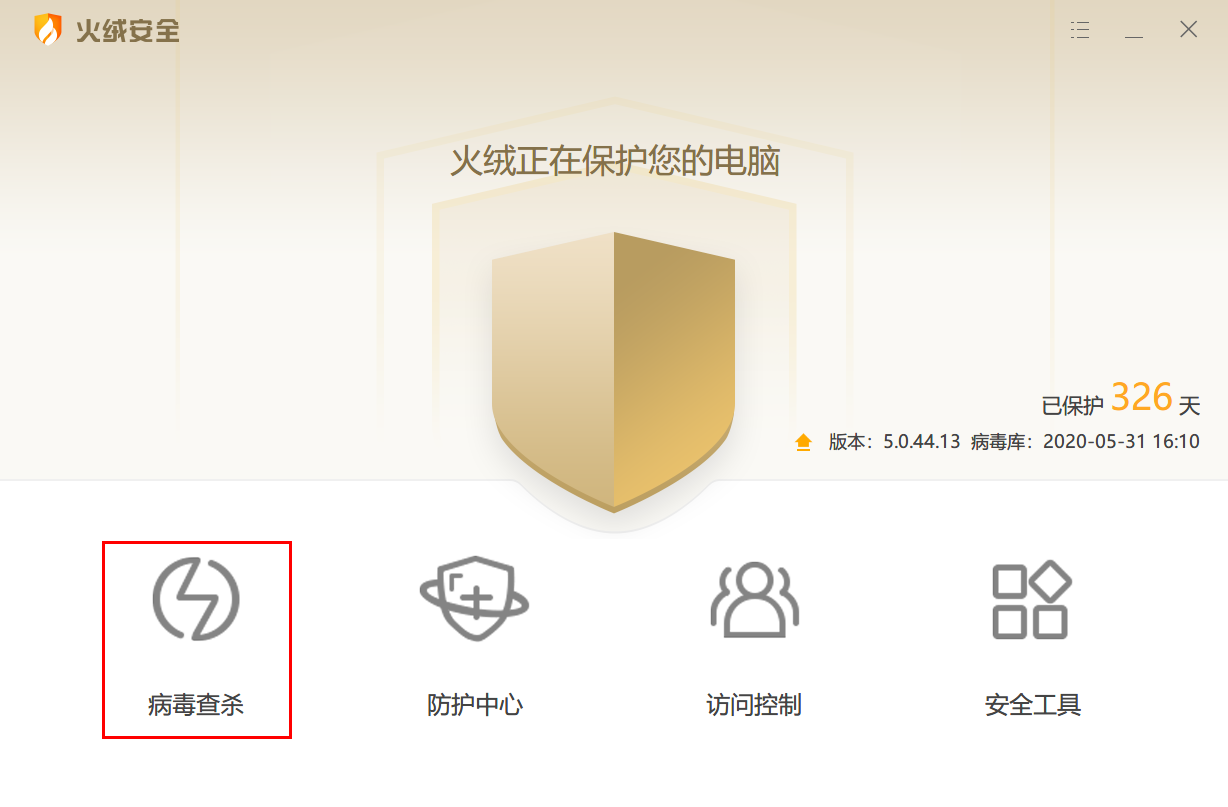 火绒安全
火绒正在保护您的电脑
已保护 326 天
版本：5.0.44.13 病毒库：2020-05-31 16:10
病毒查杀 防护中心 访问控制 安全工具